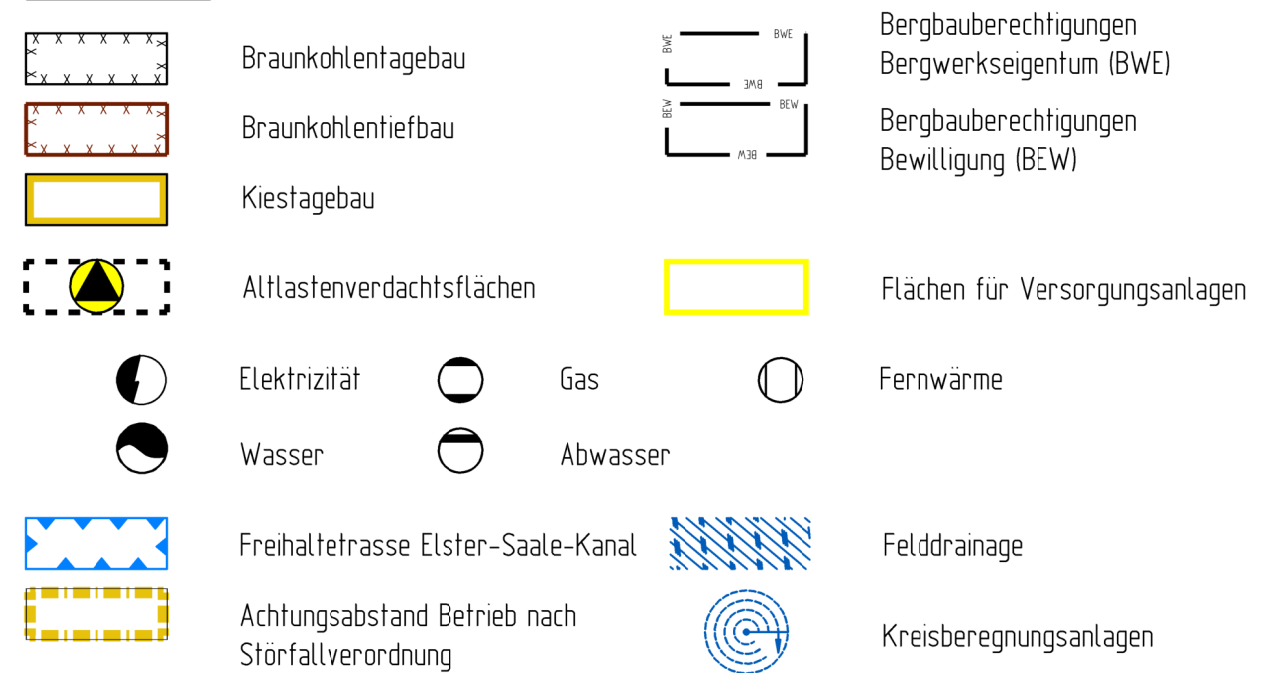 Braunkohlentagebau
BWE
BWE
BWE
Bergbauberechtigungen
Bergwerkseigentum (BWE)
Braunkohlentiefbau
BEW
BEW
BEW
Bergbauberechtigungen
Bewilligung (BEW)
Kiestagebau
Altlastenverdachtsflächen
Flächen für Versorgungsanlagen
Elektrizität
Gas
Fernwärme
Wasser
Abwasser
Freihaltetrasse Elster-Saale-Kanal
Felddrainage
Achtungsabstand Betrieb nach
Störfallverordnung
Kreisberegnungsanlagen